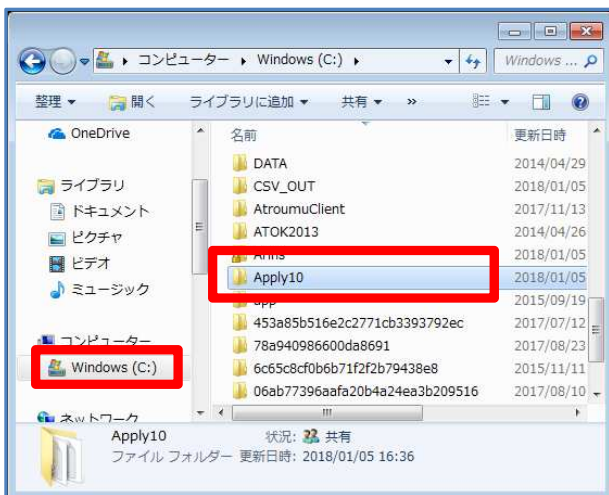 コンピューター ▸ Windows (C:) ▸
Windows ...
整理 開く ライブラリに追加 共有 »
OneDrive
ライブラリ
ドキュメント
ピクチャ
ビデオ
ミュージック
コンピューター
Windows (C:)
ネットワーク
名前 更新日時
DATA 2014/04/29
CSV_OUT 2018/01/05
AtroumuClient 2017/11/13
ATOK2013 2014/04/26
2018/01/05
Apply10 2018/01/05
app 2015/09/19
453a85b516e2c2771cb3393792ec 2017/07/12
78a940986600da8691 2017/08/23
6c65c8cf0b6b71f2f2b79438e8 2015/11/11
06ab77396aafa20b4a24ea3b209516 2017/08/10
Apply10 状況: 共有
ファイル フォルダー 更新日時: 2018/01/05 16:36